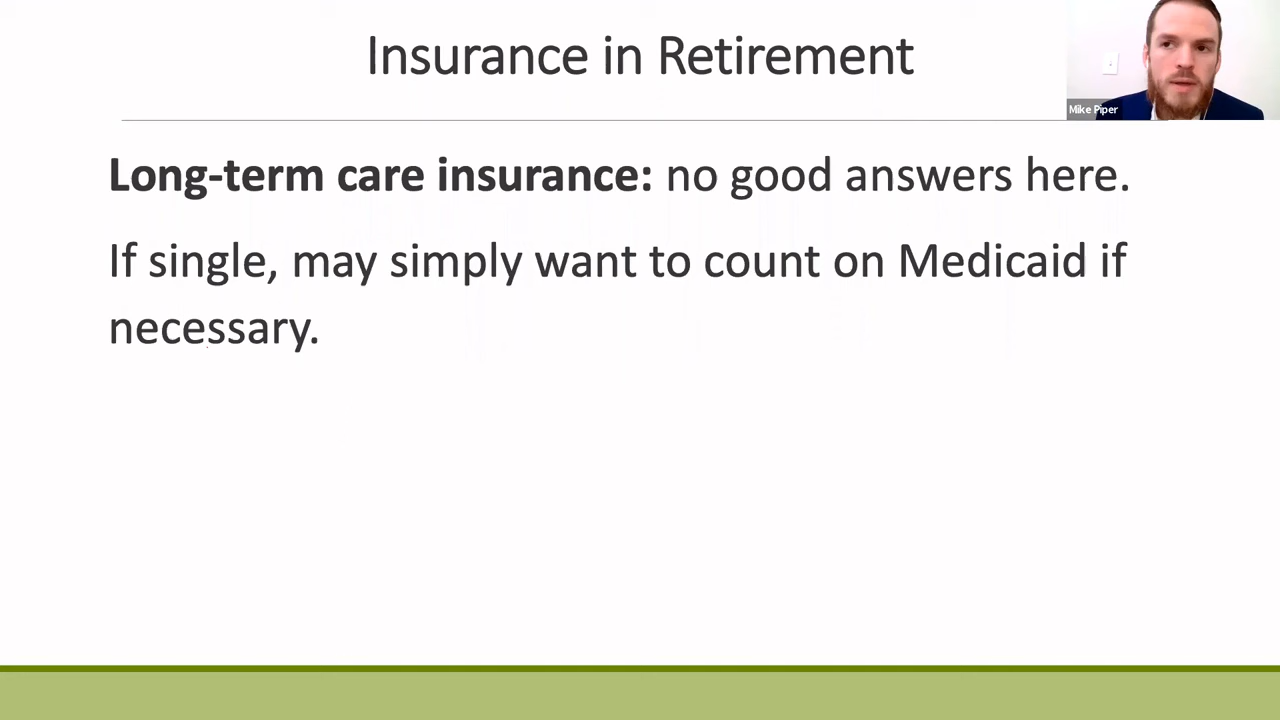 Insurance in Retirement
Mike Piper
Long-term care insurance: no good answers here.
If single, may simply want to count on Medicaid if
necessary.